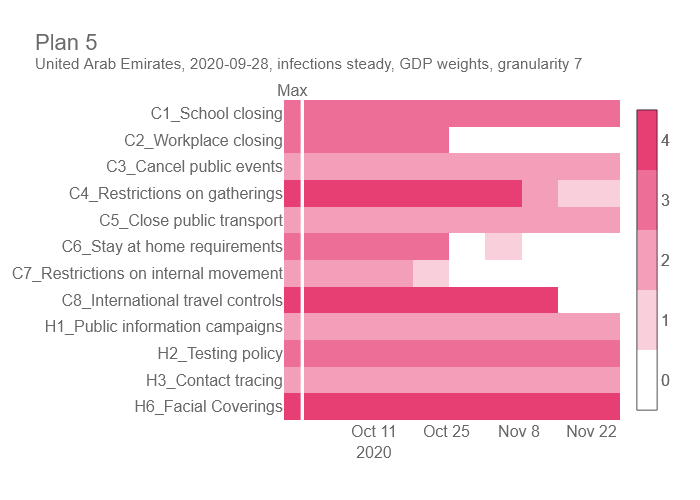 Plan 5
United Arab Emirates, 2020-09-28, infections steady, GDP weights, granularity 7
Max
C1_School closing
C2_Workplace closing
C3_Cancel public events
C4_Restrictions on gatherings
C5_Close public transport
C6_Stay at home requirements
C7_Restrictions on internal movement
C8_International travel controls
H1_Public information campaigns
H2_Testing policy
H3_Contact tracing
H6_Facial Coverings
4
3
2
1
0
Oct 11 Oct 25 Nov 8 Nov 22
2020